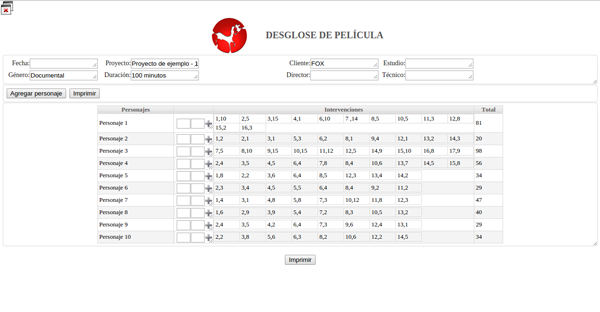 DESGLOSE DE PELÍCULA
Fecha: Proyecto: Proyecto de ejemplo - 1 Cliente: FOX Estudio:
Género: Documental Duración: 100 minutos Director: Técnico:
Agregar personaje Imprimir
Personajes Intervenciones Total
Personaje 1 1,10 2,5 3,15 4,1 6,10 7 ,14 8,5 10,5 11,3 12,8 81
15,2 16,3
Personaje 2 1,2 2,1 3,1 5,3 6,2 8,1 9,4 12,1 13,2 14,3 20
Personaje 3 7,5 8,10 9,15 10,15 11,12 12,5 14,9 15,10 16,8 17,9 98
Personaje 4 2,4 3,5 4,5 6,4 7,8 8,4 10,6 13,7 14,5 15,8 56
Personaje 5 1,8 2,2 3,6 6,4 8,5 12,3 13,4 14,2 34
Personaje 6 2,3 3,4 4,5 5,5 6,4 8,4 9,2 11,2 29
Personaje 7 1,4 3,1 4,8 5,8 7,3 10,12 11,8 12,3 47
Personaje 8 1,6 2,9 3,9 5,4 7,2 8,3 10,5 13,2 40
Personaje 9 2,4 3,5 4,2 6,4 7,3 9,6 12,4 13,1 29
Personaje 10 2,2 3,8 5,6 6,3 8,2 10,6 12,2 14,5 34
Imprimir